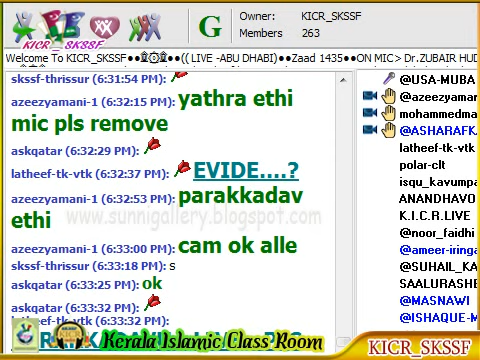 KICR SKSSF
G
Owner: KICR_SKSSF
Members 263
Welcome To KICR_SKSSF●●۩۞۩●●((LIVE -ABU DHABI)●●Zaad 1435●●ON MIC> Dr.ZUBAIR HUD
skssf-thrissur (6:31:54 PM):
azeezyamani-1 (6:32:15 PM): yathra ethi
mic pls remove
askqatar (6:32:29 PM):
latheef-tk-vtk (6:32:37 PM): EVIDE....?
azeezyamani-1 (6:32:53 PM): parakkadav
ethi
www.sunnigallery.blogspot.com
azeezyamani-1 (6:33:00 PM): cam ok alle
skssf-thrissur (6:33:18 PM): s
askqatar (6:33:25 PM): ok
askqatar (6:33:32 PM):
latheef-tk-vtk (6:33:32 PM):
@USA-MUBA
@azeezyamar
mohammedma
@ASHARAFKA
latheef-tk-vtk
polar-clt
isqu_kavumpa
ANANDHAVO
K.I.C.R.LIVE
@noor_faidhi
@ameer-iringa
@SUHAIL_KA
SAALURASHE
@MASNAWI
@ISHAQUE-M
Kerala Islamic Class Room
KICR_SKSSF